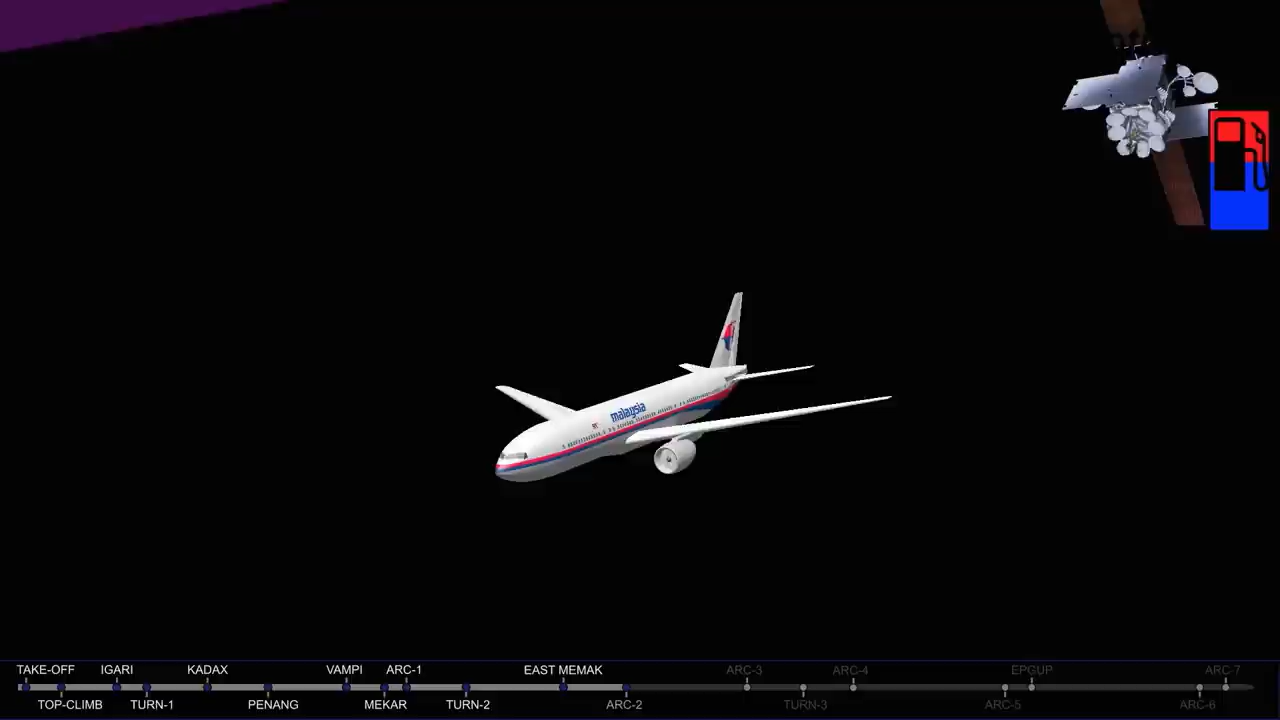 malaysia
TAKE-OFF IGARI KADAX VAMPI ARC-1 EAST MEMAK ARC-3 ARC-4 EPGUP ARC-7
TOP-CLIMB TURN-1 PENANG MEKAR TURN-2 ARC-2 TURN-3 ARC-5 ARC-6